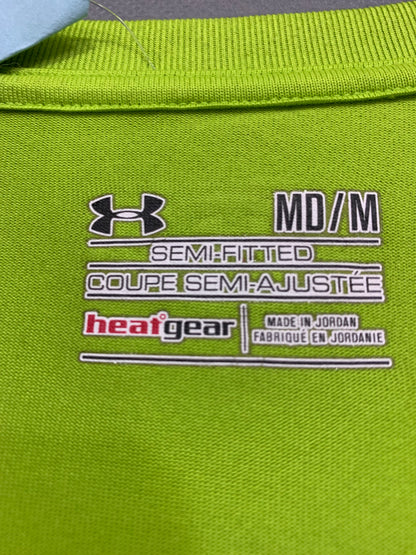 MD/M
SEMI-FITTED
COUPE SEMI-AJUSTÉE
heatgear
MADE IN JORDAN
FABRIQUÉ EN JORDANIE